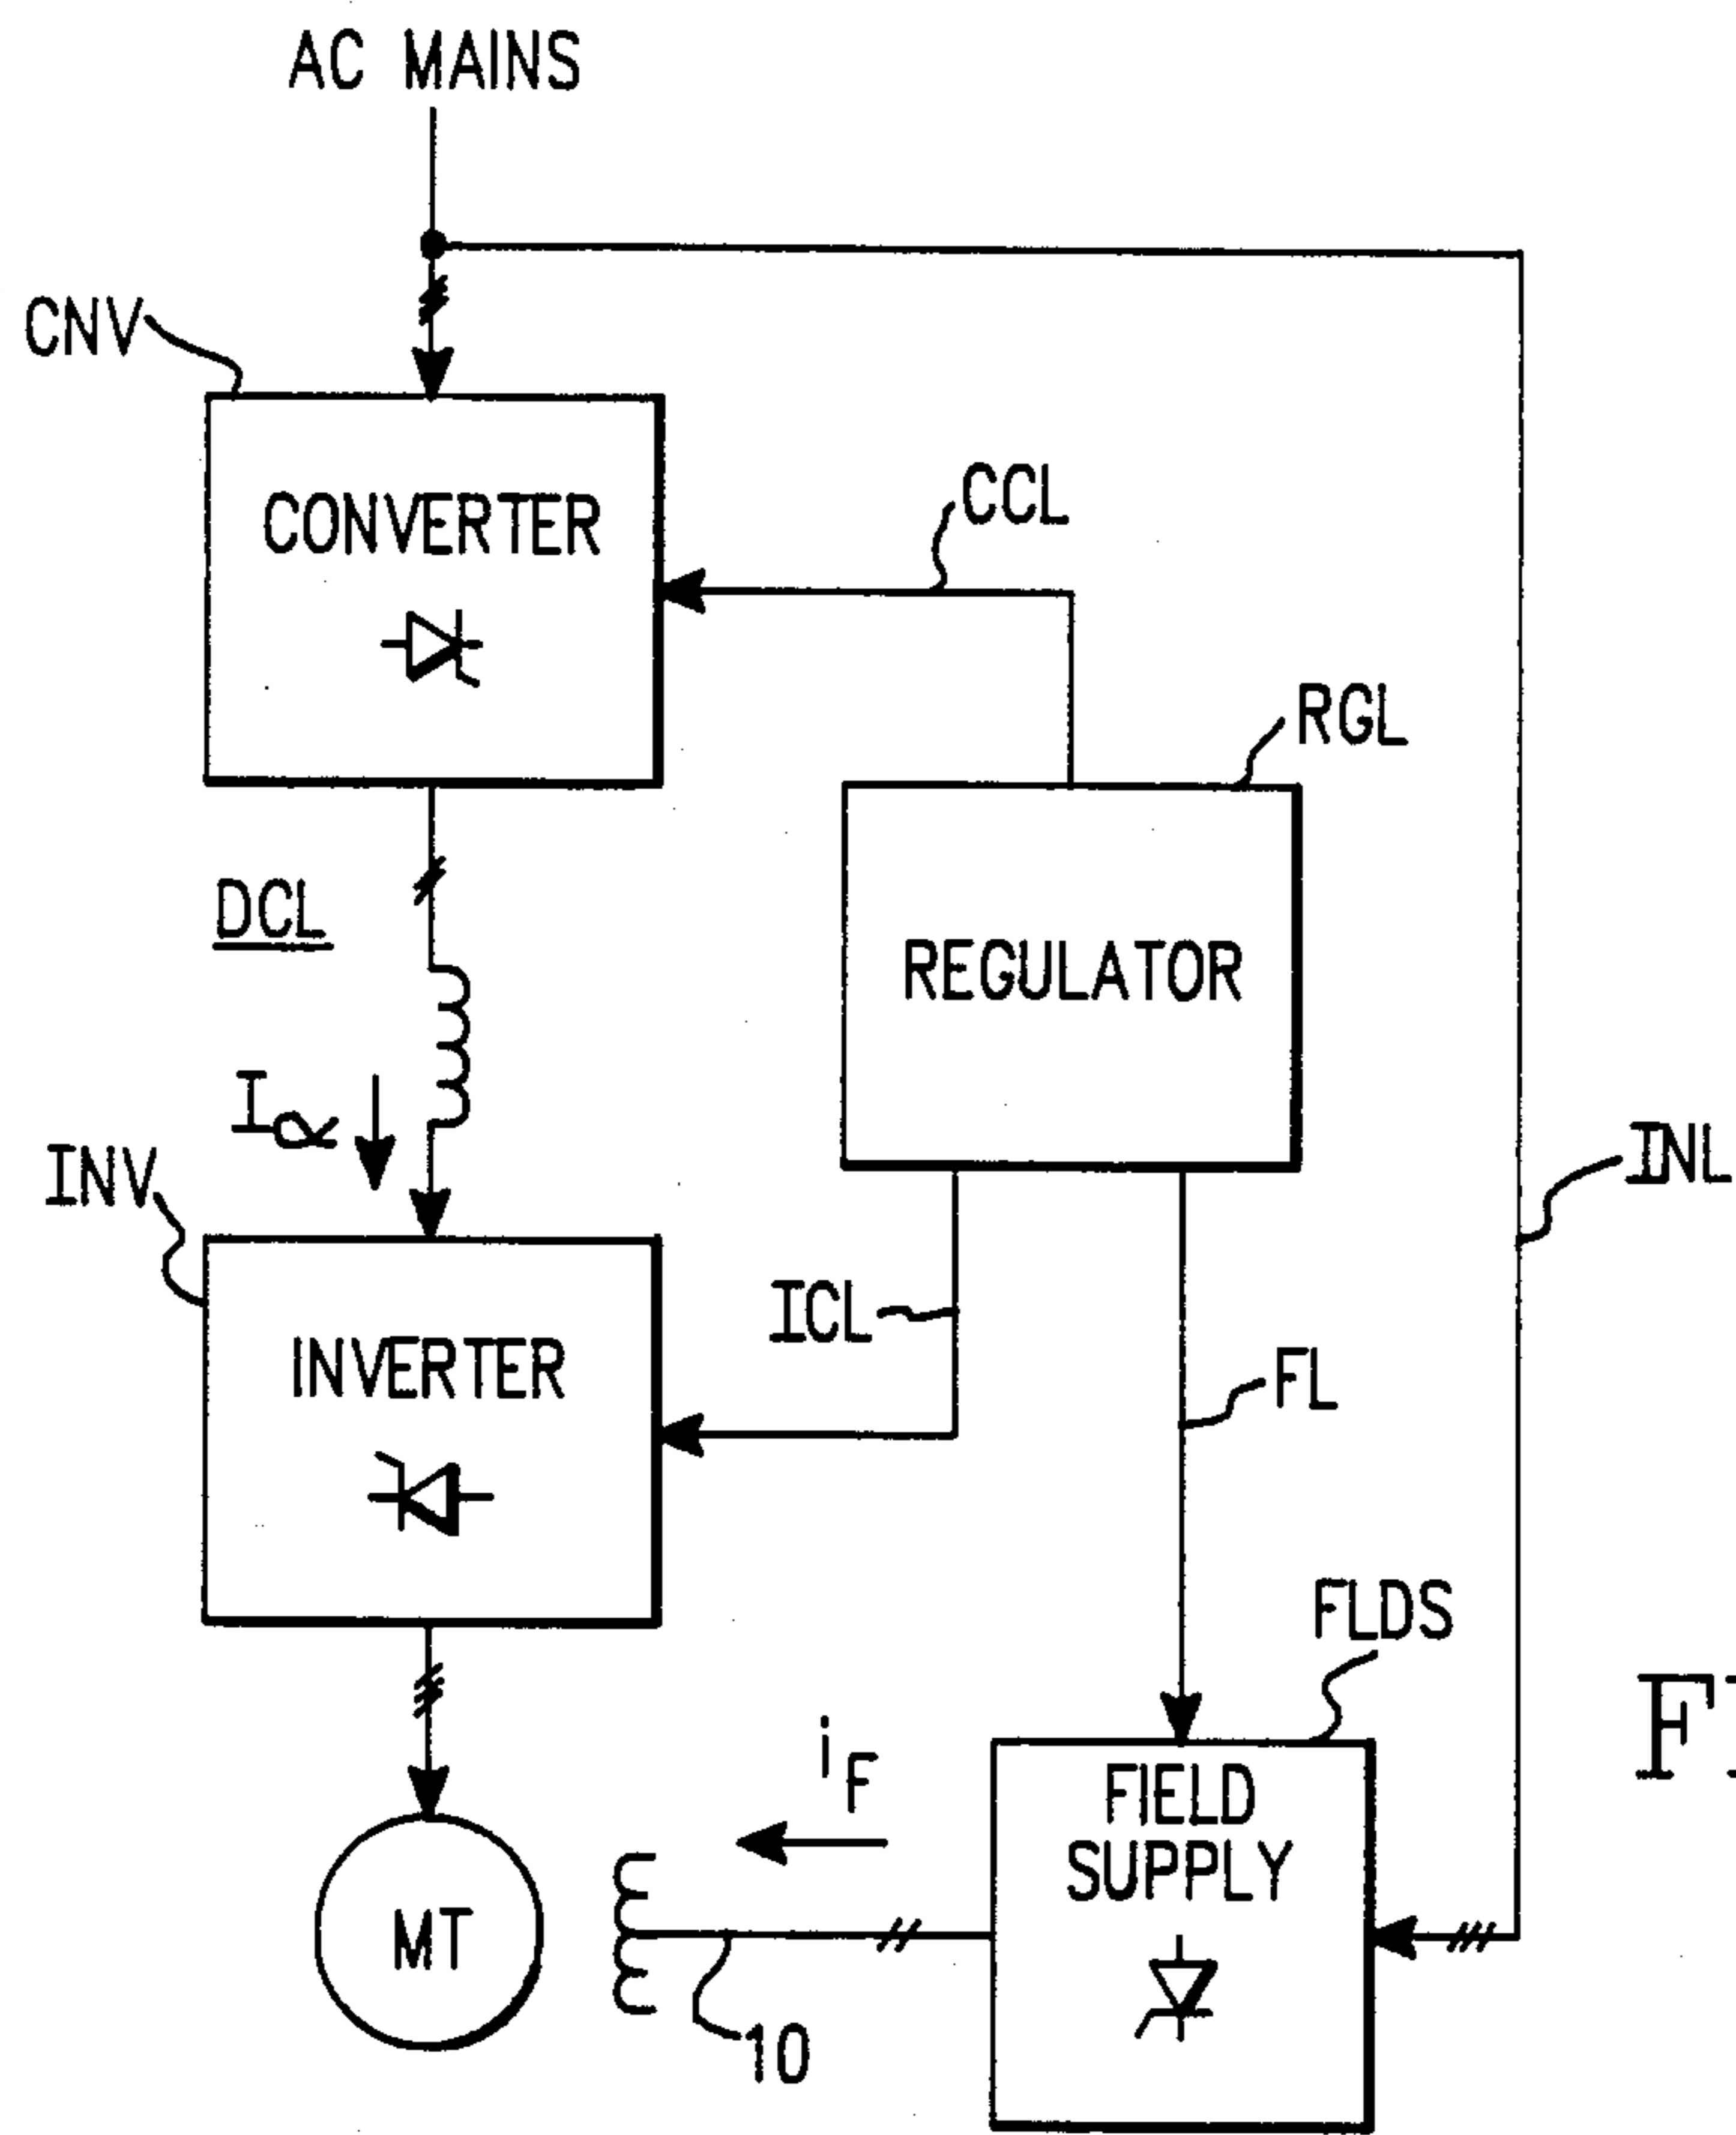 AC MAINS
CNV
CONVERTER
CCL
RGL
DCL
REGULATOR
INV
INL
ICL
INVERTER
FL
FLDS
i F
FIELD
SUPPLY
MT
10